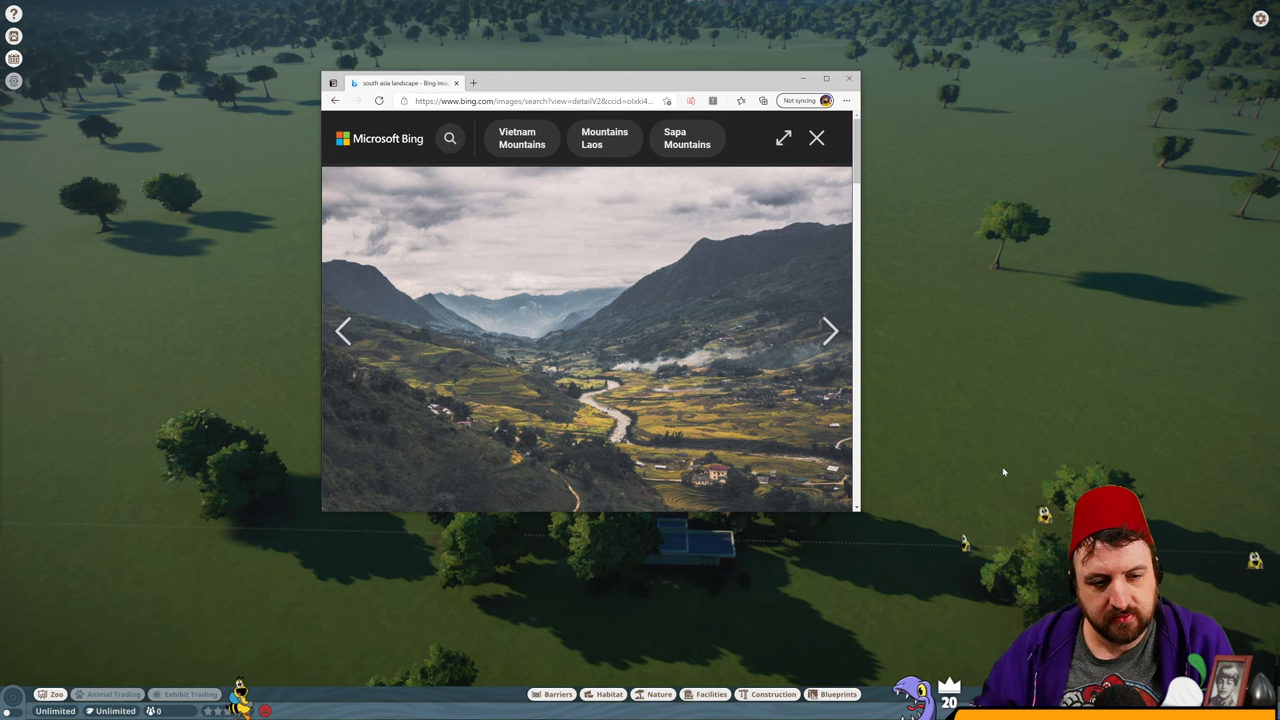 south asia landscape - Bing ima
https://www.bing.com/images/search?view=detailV2&ccid=olxki4...
Not syncing
Microsoft Bing
Vietnam
Mountains
Mountains
Laos
Sapa
Mountains
Zoo
Animal Trading
Exhibit Trading
Barriers
Habitat
Nature
Facilities
Construction
Blueprints
Unlimited
Unlimited
0
20